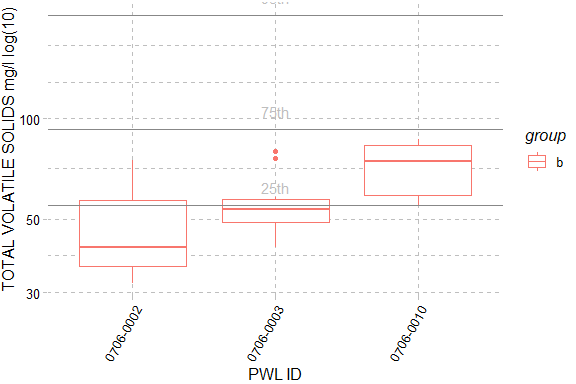 TOTAL VOLATILE SOLIDS mg/l log(10)
100
50
30
75th
25th
0706-0002
0706-0003
0706-0010
PWL ID
group
b